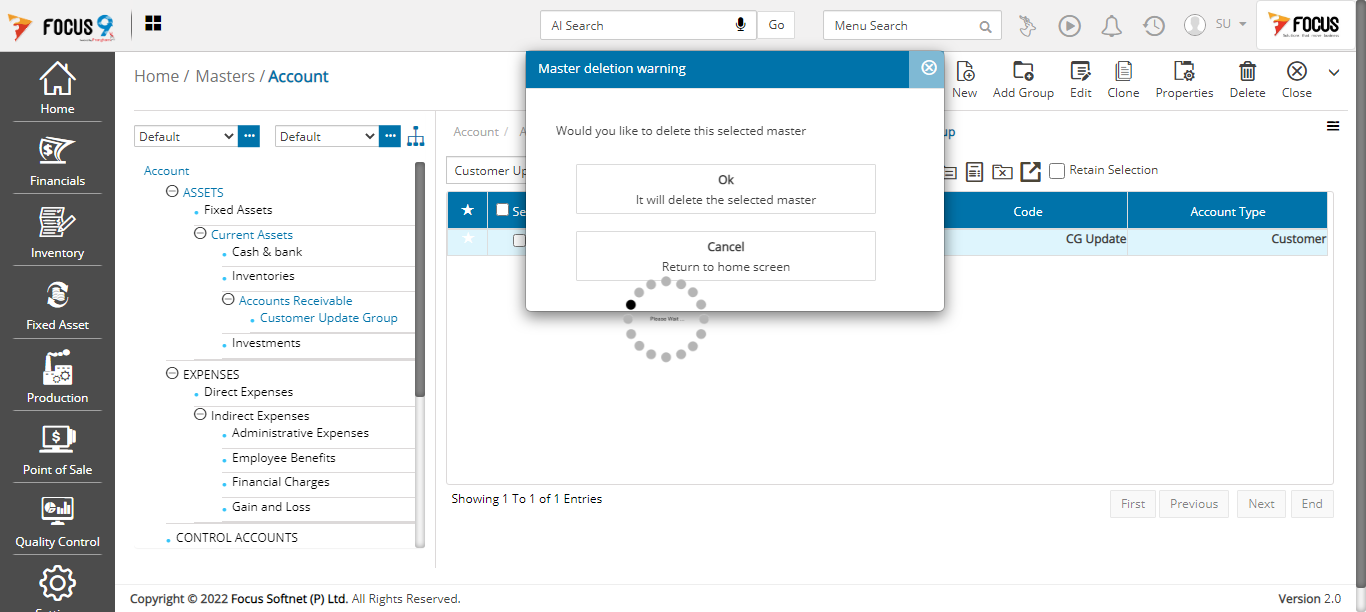 FOCUS 9
AI Search
Go
Menu Search
SU
FOCUS
Home
Financials
Inventory
Fixed Asset
Production
Point of Sale
Quality Control
Home / Masters / Account
New
Add Group
Edit
Clone
Properties
Delete
Close
Default
...
Default
...
Account
ASSETS
Fixed Assets
Current Assets
Cash & bank
Inventories
Accounts Receivable
Customer Update Group
Investments
EXPENSES
Direct Expenses
Indirect Expenses
Administrative Expenses
Employee Benefits
Financial Charges
Gain and Loss
CONTROL ACCOUNTS
Account /
Customer Up
Retain Selection
Se
Code
Account Type
CG Update
Customer
Master deletion warning
Would you like to delete this selected master
Ok
It will delete the selected master
Cancel
Return to home screen
Please Wait ...
Showing 1 To 1 of 1 Entries
First
Previous
Next
End
Copyright © 2022 Focus Softnet (P) Ltd. All Rights Reserved.
Version 2.0